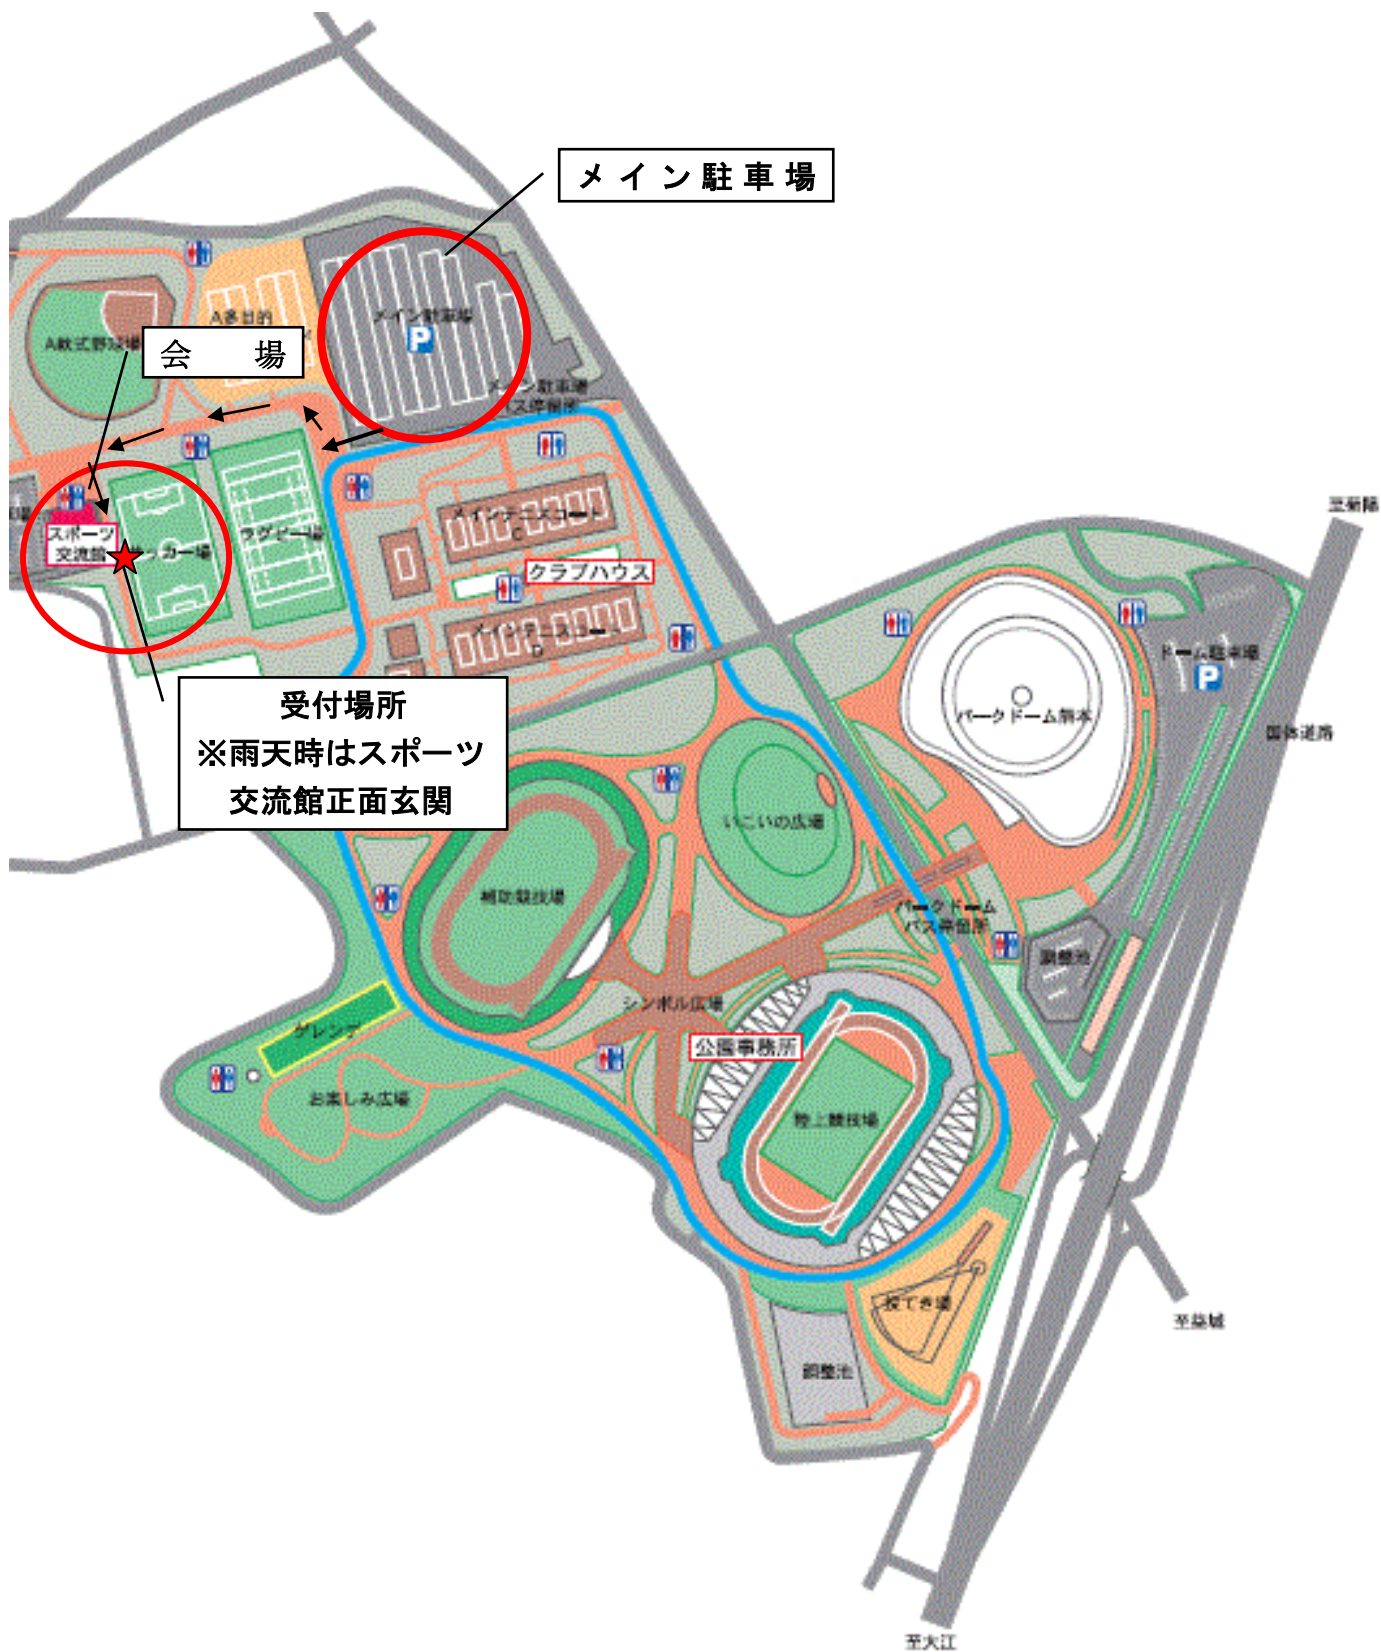 メイン駐車場
メイン駐車場
P
A多目的
A軟式野球場
会　場
メイン駐車場
バス停留所
メインテニスコート
C
スポーツ
交流館
サッカー場
ラグビー場
クラブハウス
メインテニスコート
D
至菊陽
ドーム駐車場
P
パークドーム熊本
国体道路
受付場所
※雨天時はスポーツ
交流館正面玄関
いこいの広場
補助競技場
パークドーム
バス停留所
調整池
シンボル広場
ゲレンデ
公園事務所
お楽しみ広場
陸上競技場
投てき場
至益城
調整池
至大江